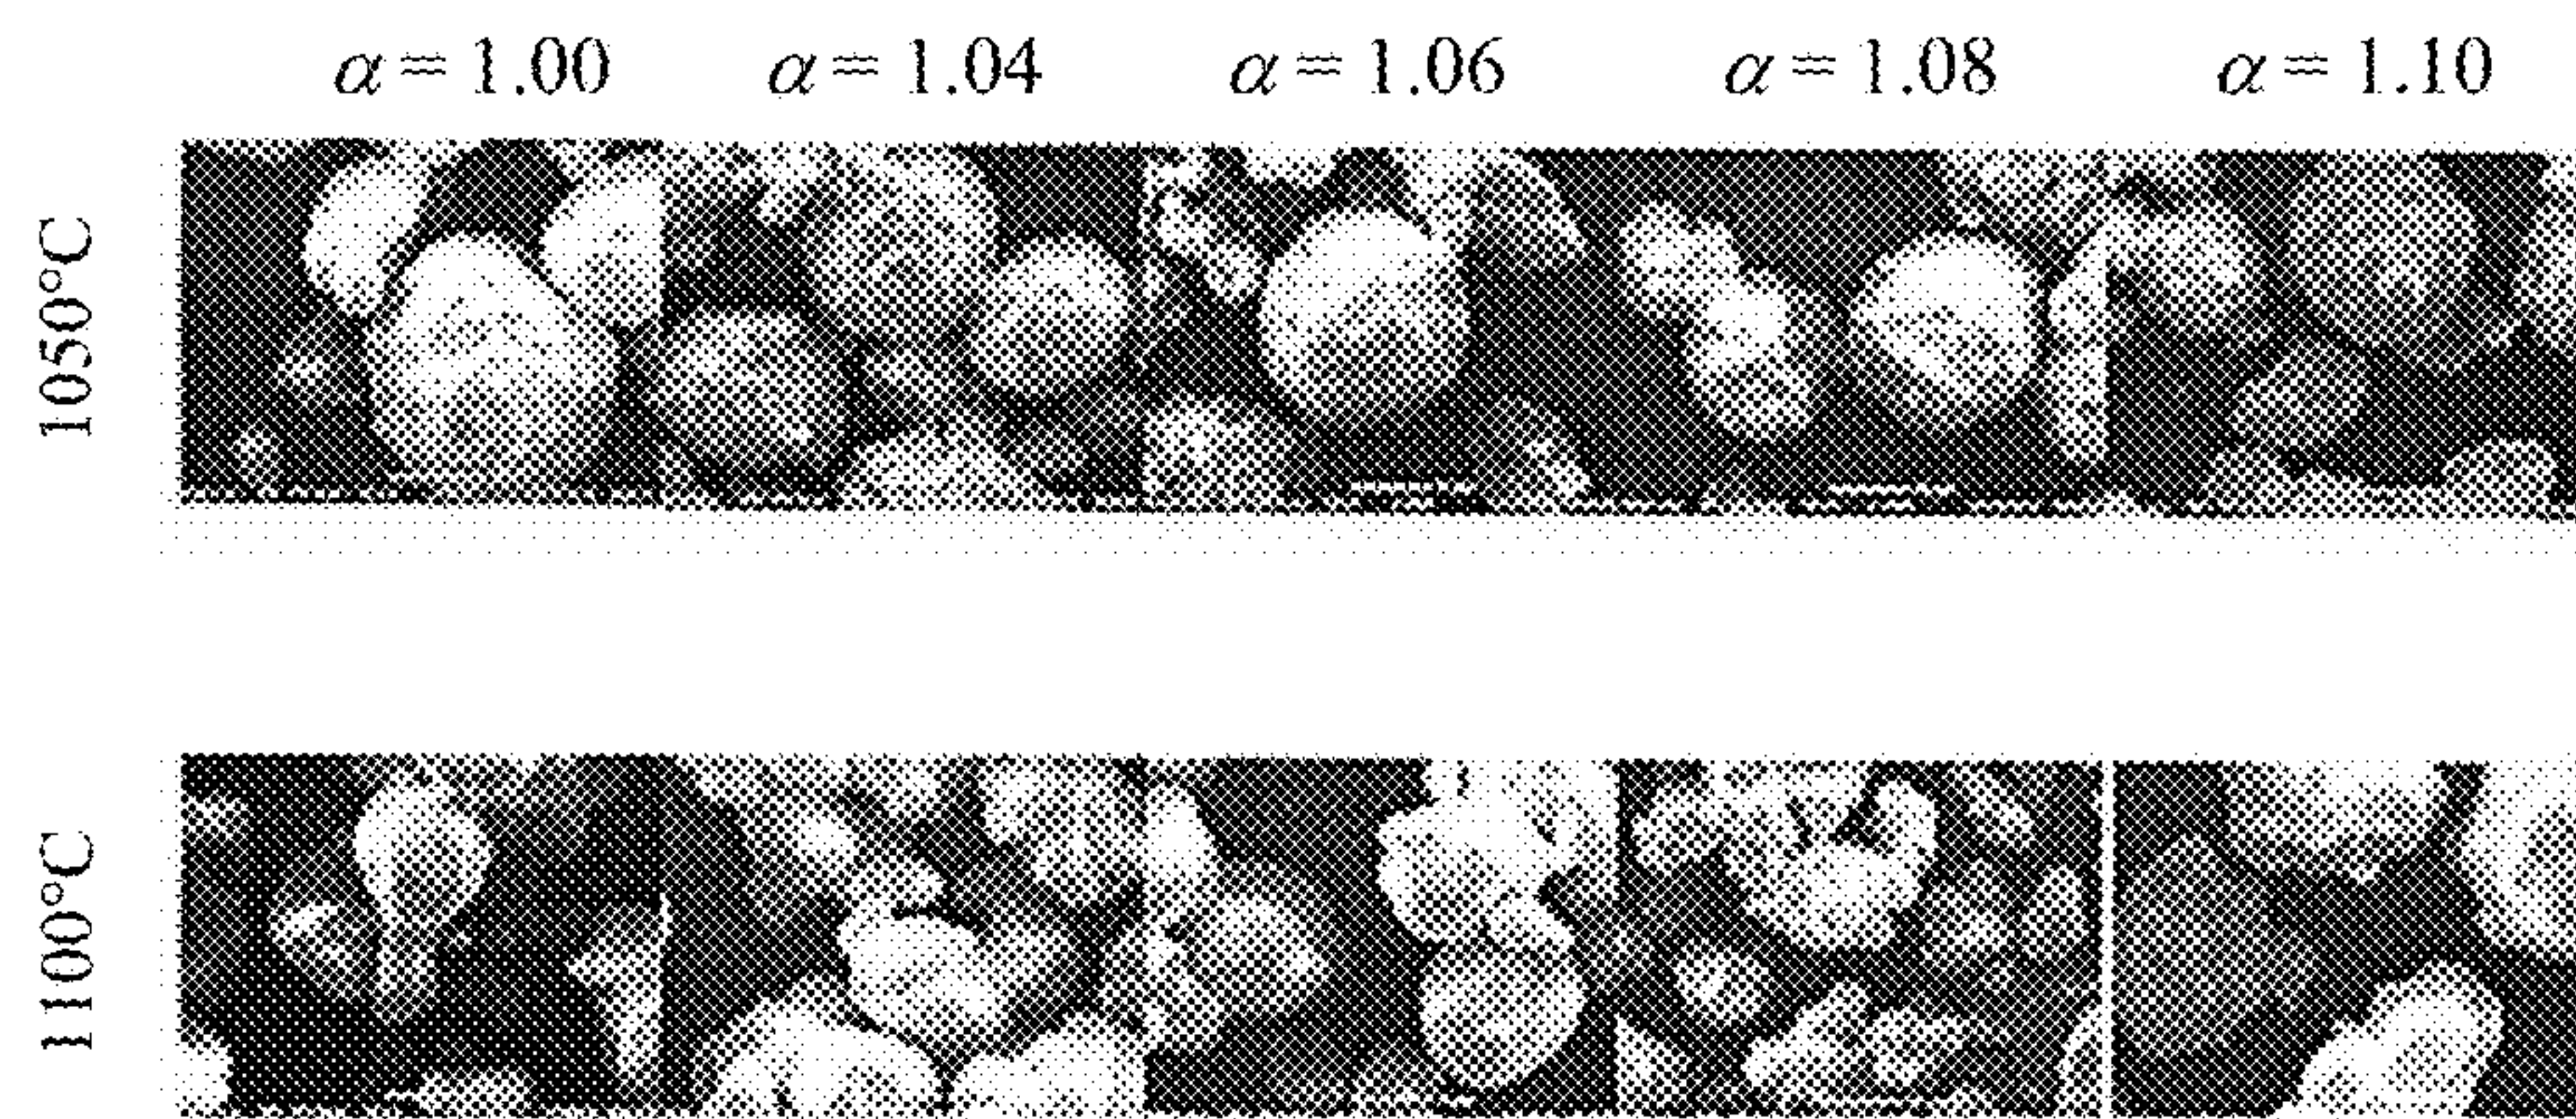 α = 1.00 α = 1.04 α = 1.06 α = 1.08 α = 1.10
1050°C
1100°C